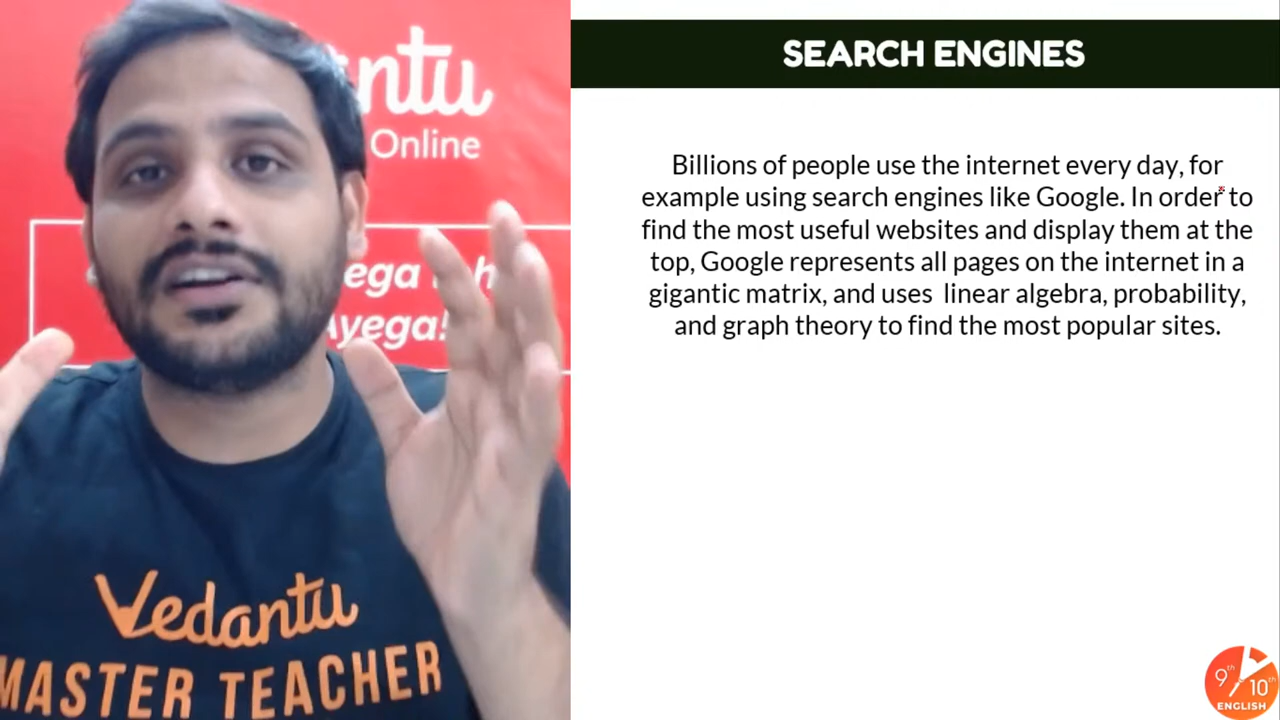 ntu
Online
ega
Ayega!
Vedantu
MASTER TEACHER
SEARCH ENGINES
Billions of people use the internet every day, for
example using search engines like Google. In order to
find the most useful websites and display them at the
top, Google represents all pages on the internet in a
gigantic matrix, and uses linear algebra, probability,
and graph theory to find the most popular sites.
9th
10th
ENGLISH